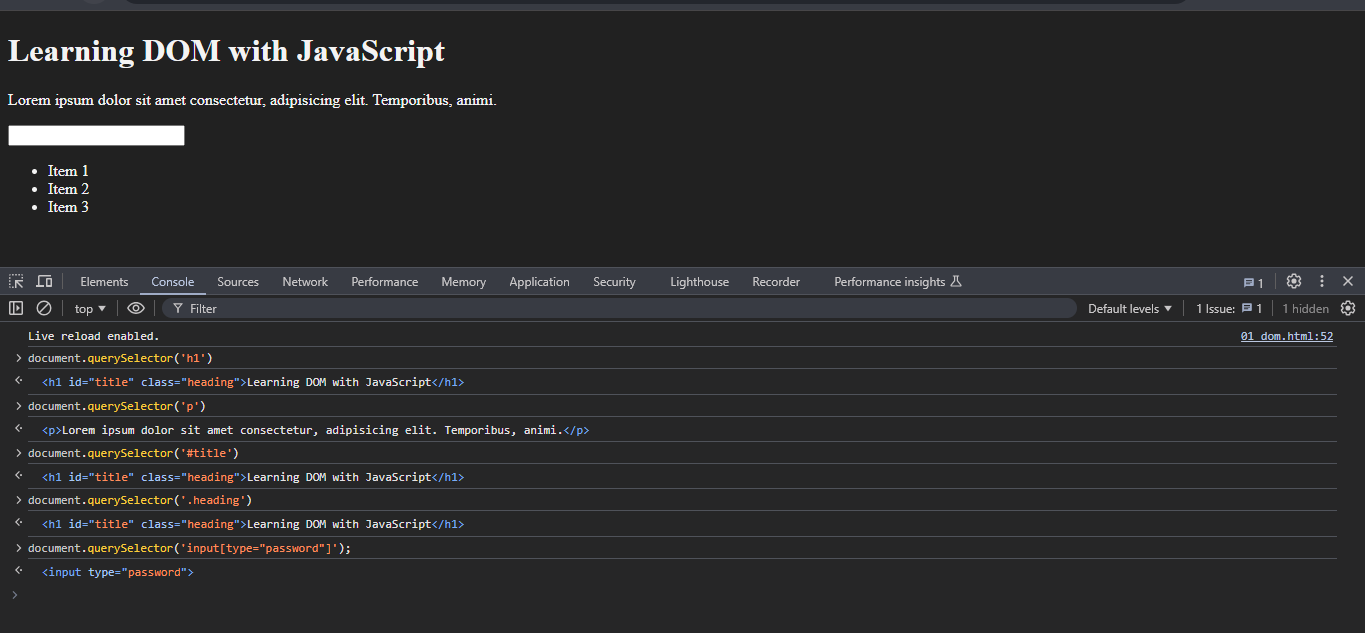 Learning DOM with JavaScript
Lorem ipsum dolor sit amet consectetur, adipisicing elit. Temporibus, animi.
Item 1
Item 2
Item 3
Elements Console Sources Network Performance Memory Application Security Lighthouse Recorder Performance insights 1
top Filter Default levels 1 Issue: 1 1 hidden
Live reload enabled. 01_dom.html:52
document.querySelector('h1')
<h1 id="title" class="heading">Learning DOM with JavaScript</h1>
document.querySelector('p')
<p>Lorem ipsum dolor sit amet consectetur, adipisicing elit. Temporibus, animi.</p>
document.querySelector('#title')
<h1 id="title" class="heading">Learning DOM with JavaScript</h1>
document.querySelector('.heading')
<h1 id="title" class="heading">Learning DOM with JavaScript</h1>
document.querySelector('input[type="password"]');
<input type="password">